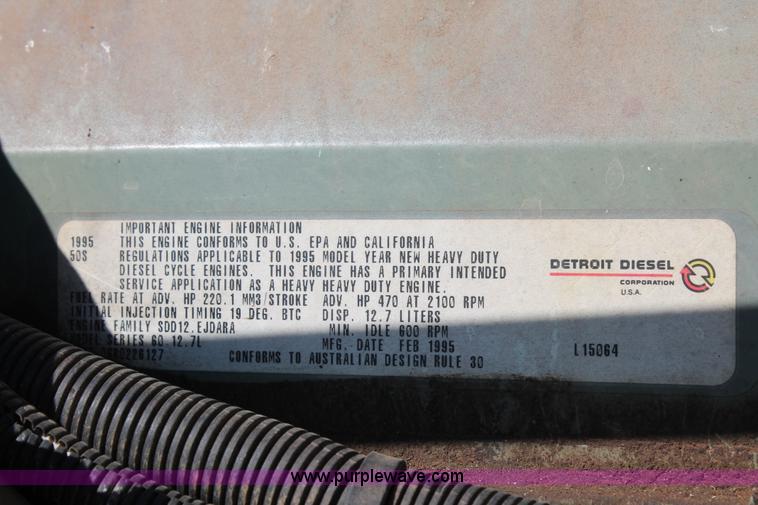 IMPORTANT ENGINE INFORMATION
1995 THIS ENGINE CONFORMS TO U.S. EPA AND CALIFORNIA
50S REGULATIONS APPLICABLE TO 1995 MODEL YEAR NEW HEAVY DUTY
DIESEL CYCLE ENGINES. THIS ENGINE HAS A PRIMARY INTENDED
SERVICE APPLICATION AS A HEAVY HEAVY DUTY ENGINE.
FUEL RATE AT ADV. HP 220.1 MM3/STROKE ADV. HP 470 AT 2100 RPM
INITIAL INJECTION TIMING 19 DEG. BTC DISP. 12.7 LITERS
ENGINE FAMILY SDD12.EJDARA MIN. IDLE 600 RPM
MODEL SERIES 60 12.7L MFG. DATE FEB 1995
CONFORMS TO AUSTRALIAN DESIGN RULE 30
L15064
DETROIT DIESEL
CORPORATION
U.S.A.
www.purplewave.com